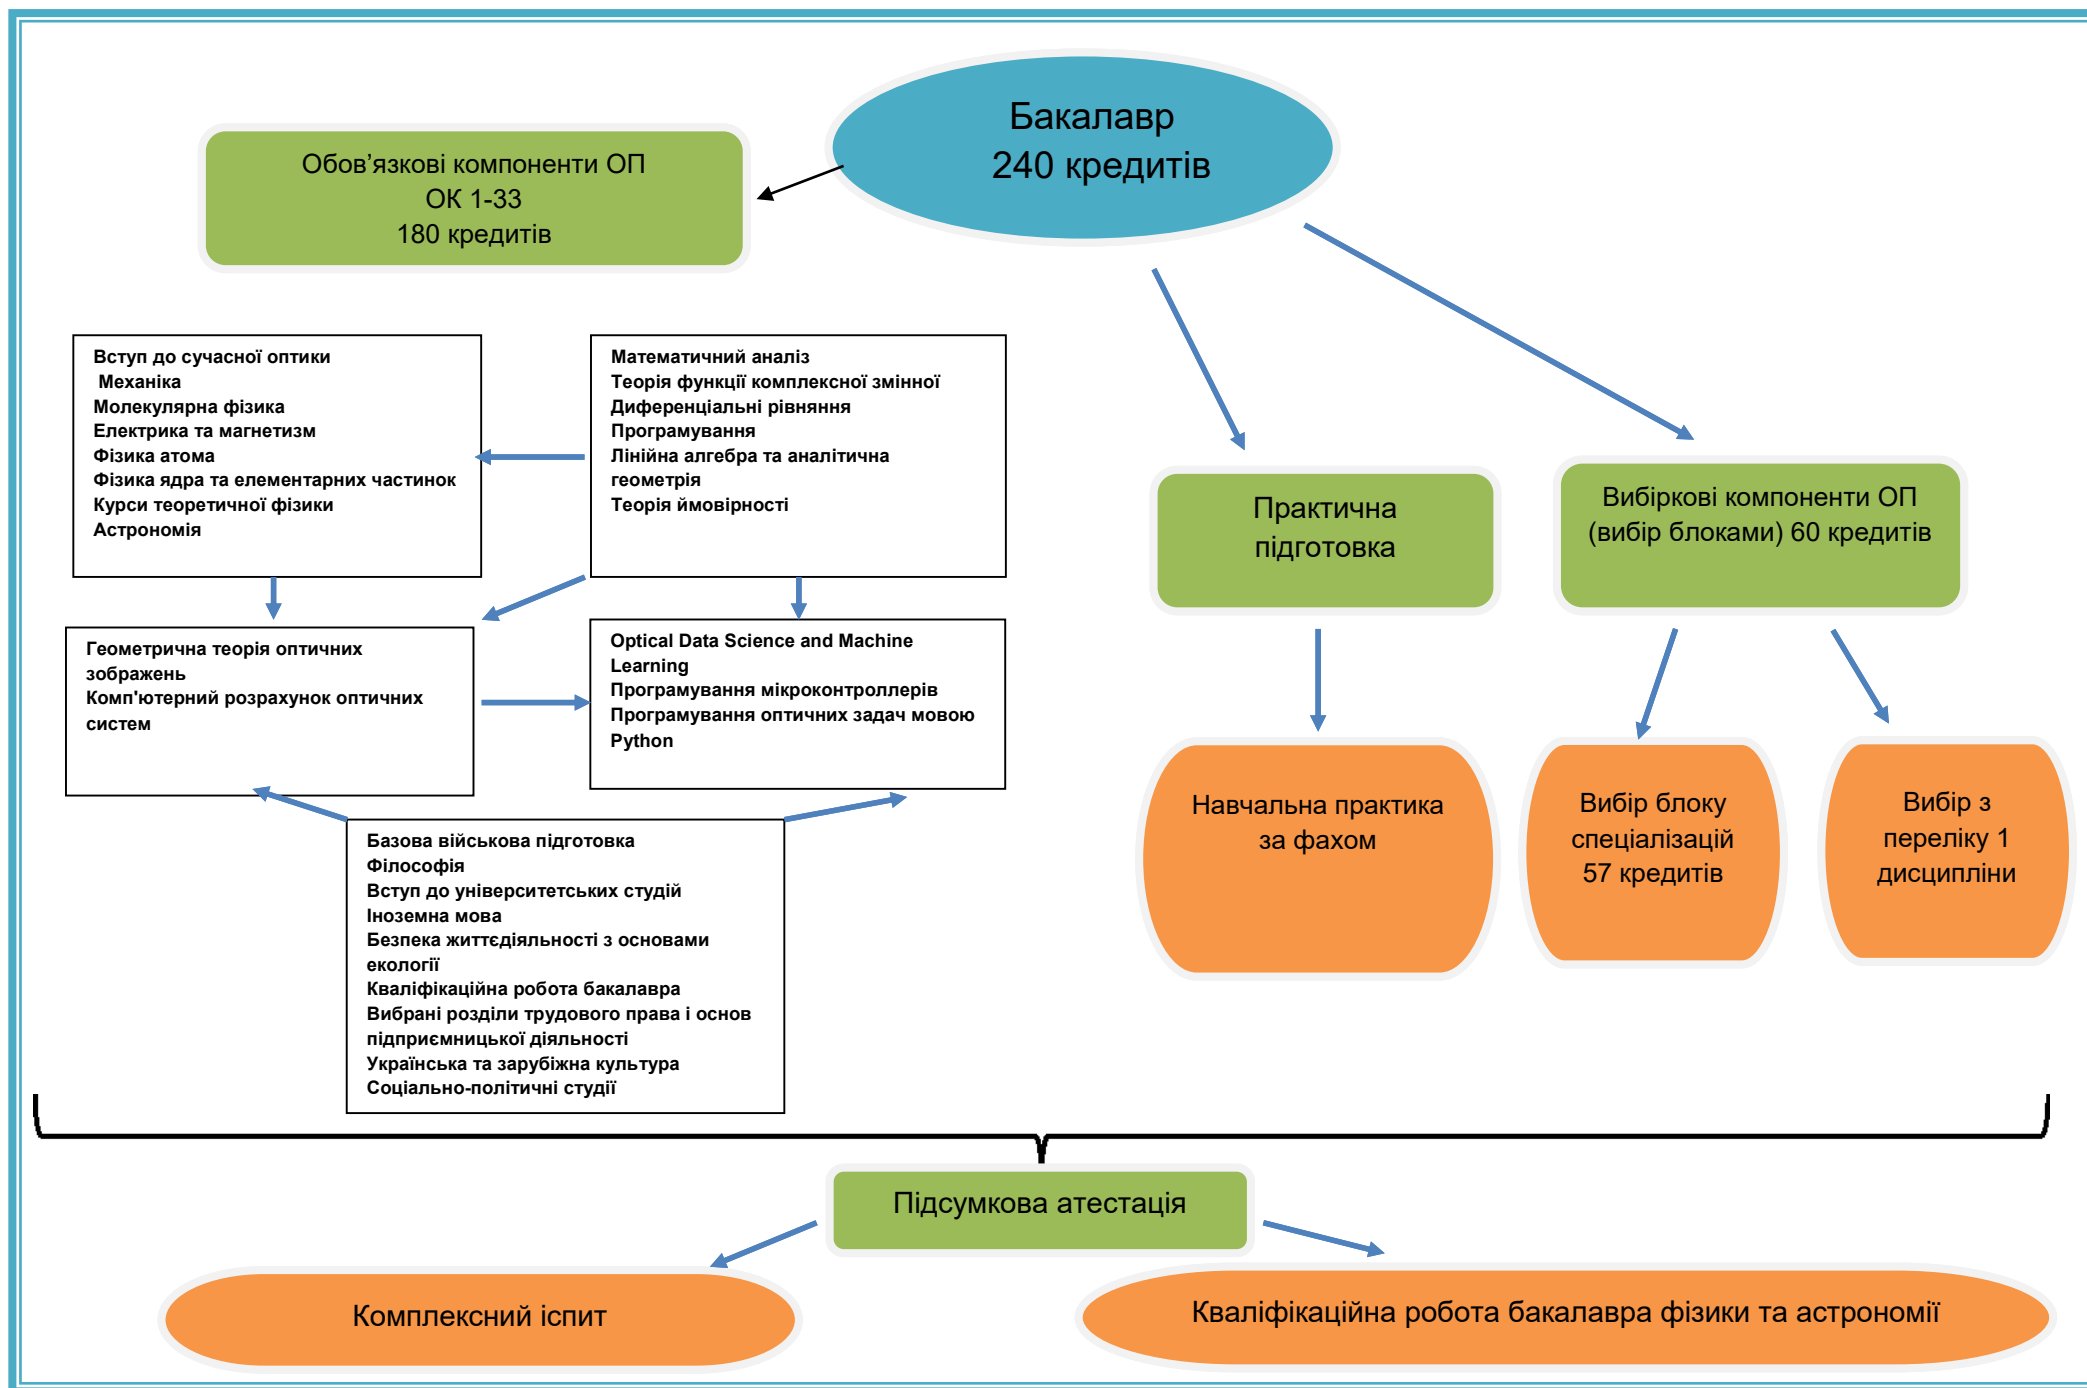 Бакалавр
240 кредитів
Обов’язкові компоненти ОП
ОК 1-33
180 кредитів
Вступ до сучасної оптики
Механіка
Молекулярна фізика
Електрика та магнетизм
Фізика атома
Фізика ядра та елементарних частинок
Курси теоретичної фізики
Астрономія
Математичний аналіз
Теорія функції комплексної змінної
Диференціальні рівняння
Програмування
Лінійна алгебра та аналітична
геометрія
Теорія ймовірності
Практична
підготовка
Вибіркові компоненти ОП
(вибір блоками) 60 кредитів
Геометрична теорія оптичних
зображень
Комп'ютерний розрахунок оптичних
систем
Optical Data Science and Machine
Learning
Програмування мікроконтроллерів
Програмування оптичних задач мовою
Python
Навчальна практика
за фахом
Вибір блоку
спеціалізацій
57 кредитів
Вибір з
переліку 1
дисципліни
Базова військова підготовка
Філософія
Вступ до університетських студій
Іноземна мова
Безпека життєдіяльності з основами
екології
Кваліфікаційна робота бакалавра
Вибрані розділи трудового права і основ
підприємницької діяльності
Українська та зарубіжна культура
Соціально-політичні студії
Підсумкова атестація
Комплексний іспит
Кваліфікаційна робота бакалавра фізики та астрономії